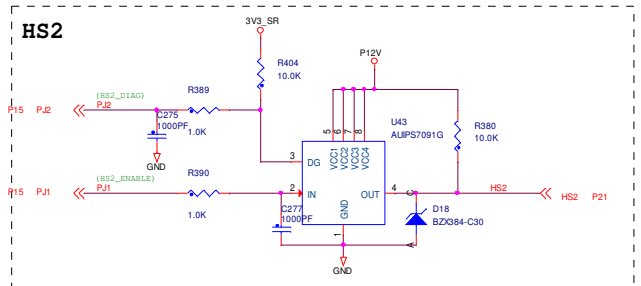 HS2
3V3_SR
P12V
R404
10.0K
R389
(HS2_DIAG)
P15 PJ2 PJ2
C275
1000PF
1.0K
GND
U43
AUIPS7091G
5 6 7 8
VCC1 VCC2 VCC3 VCC4
R380
10.0K
3 DG
R390
(HS2_ENABLE)
P15 PJ1 PJ1
2 IN OUT 4
HS2
HS2 P21
1.0K
C277
1000PF
GND
1
D18
BZX384-C30
C
A
GND